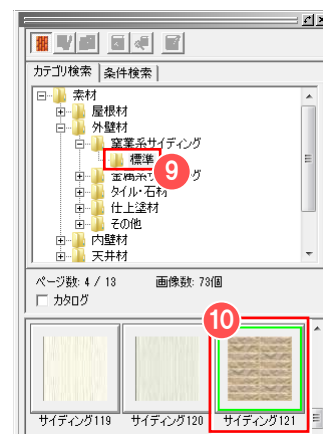 カテゴリ検索 条件検索
素材
屋根材
外壁材
窯業系サイディング
標準
9
タイル・石材
仕上塗材
その他
内壁材
天井材
ページ数: 4 / 13 画像数: 73個
カタログ
10
サイディング119 サイディング120 サイディング121